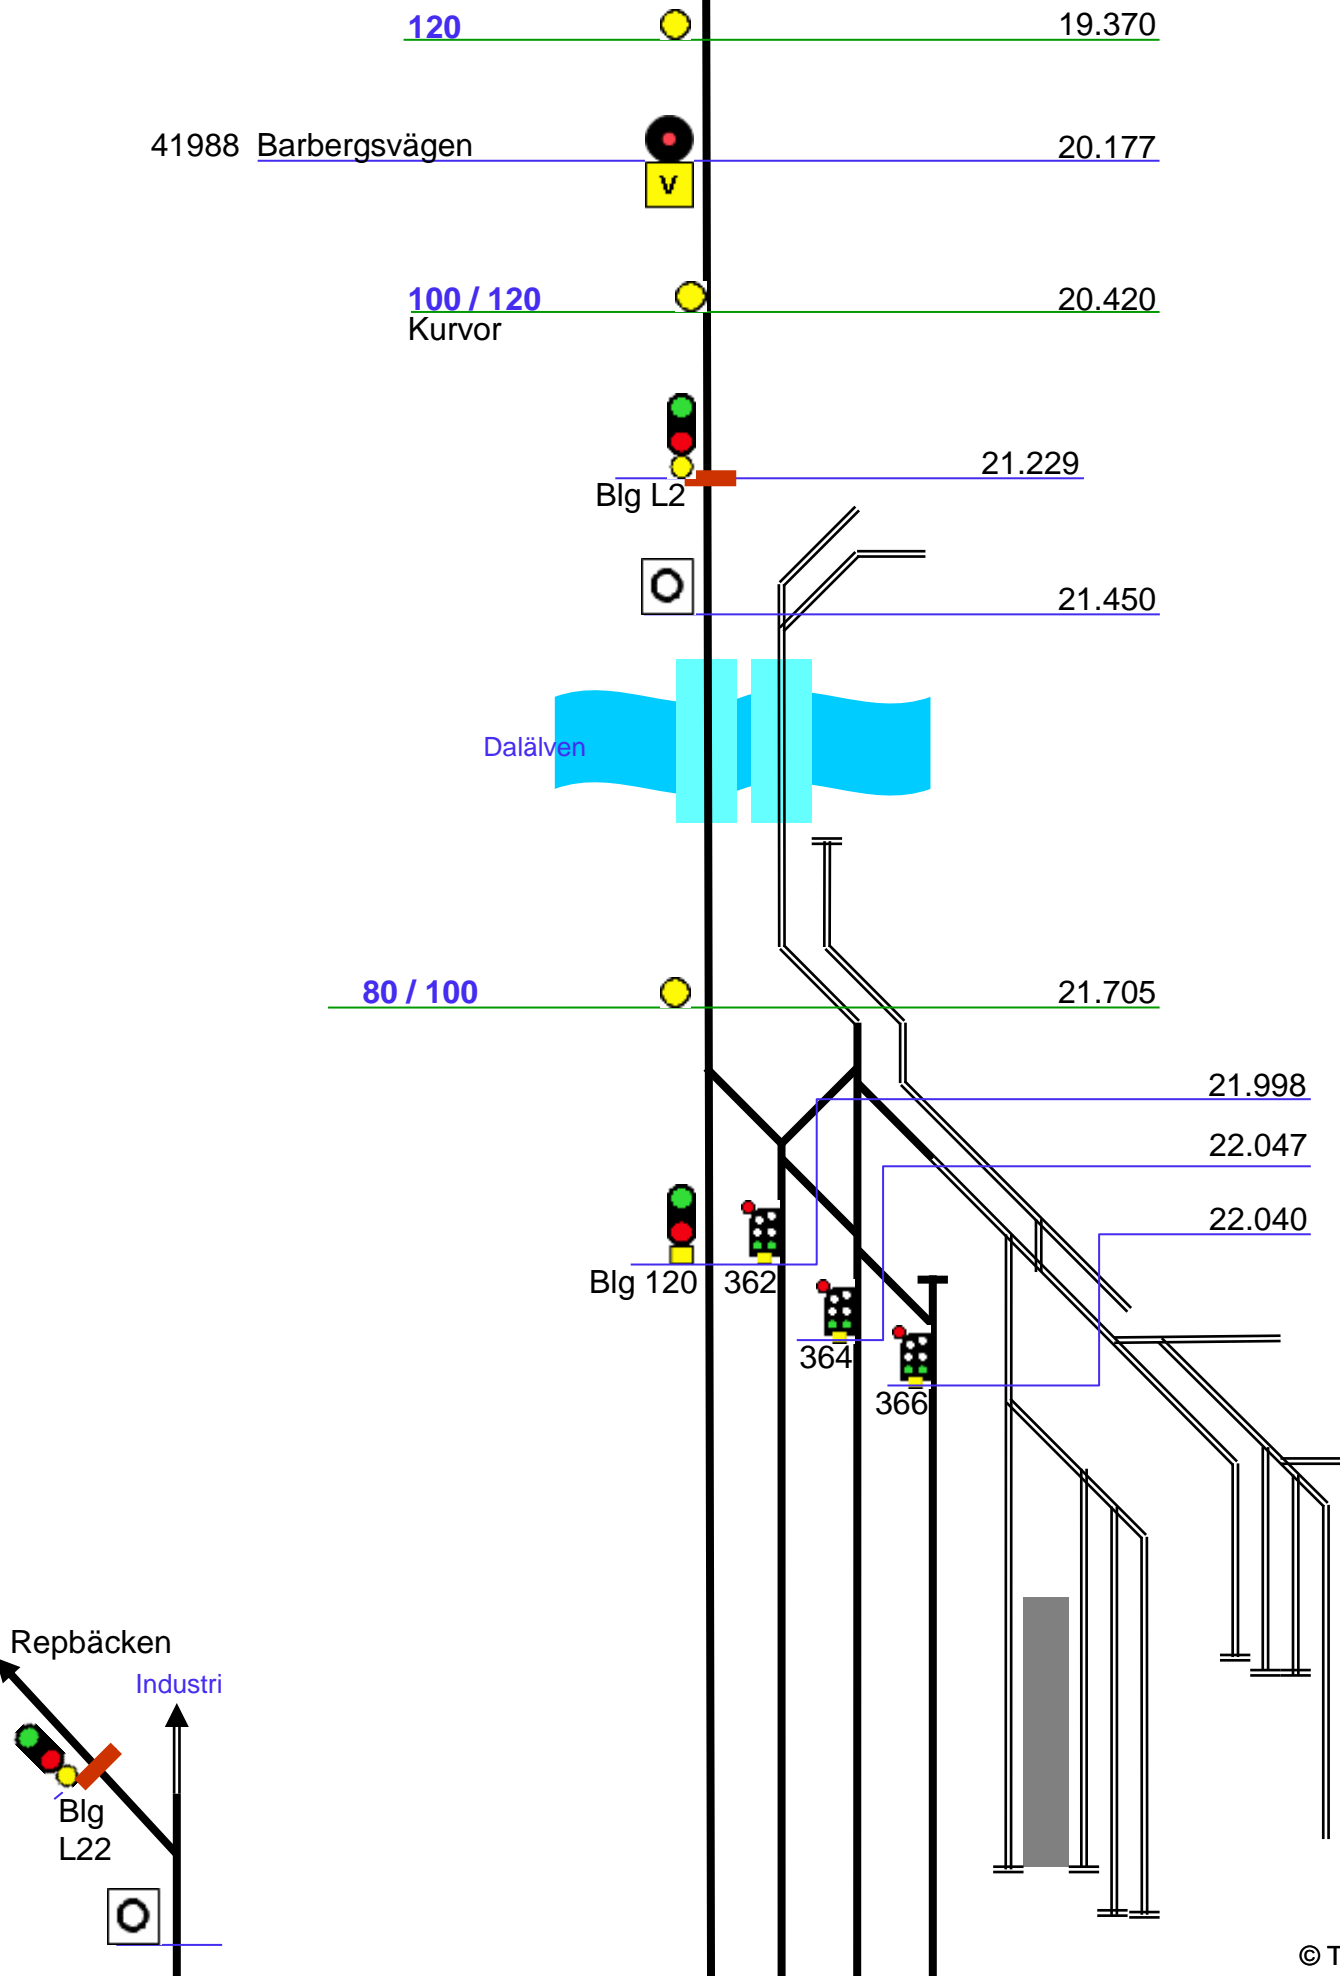 120 19.370
41988 Barbergsvägen 20.177
V
100 / 120 20.420
Kurvor
21.229
Blg L2
21.450
Dalälven
80 / 100 21.705
21.998
22.047
22.040
Blg 120 362
364
366
Repbäcken
Industri
Blg
L22
© T